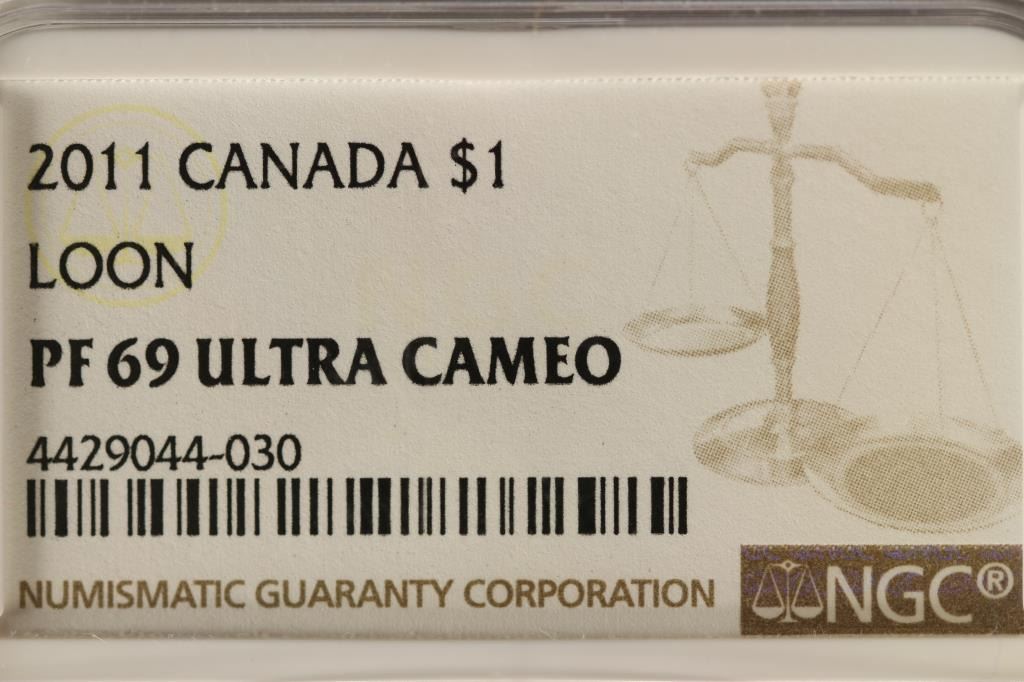 2011 CANADA $1
LOON
PF 69 ULTRA CAMEO
4429044-030
NUMISMATIC GUARANTY CORPORATION
NGC®